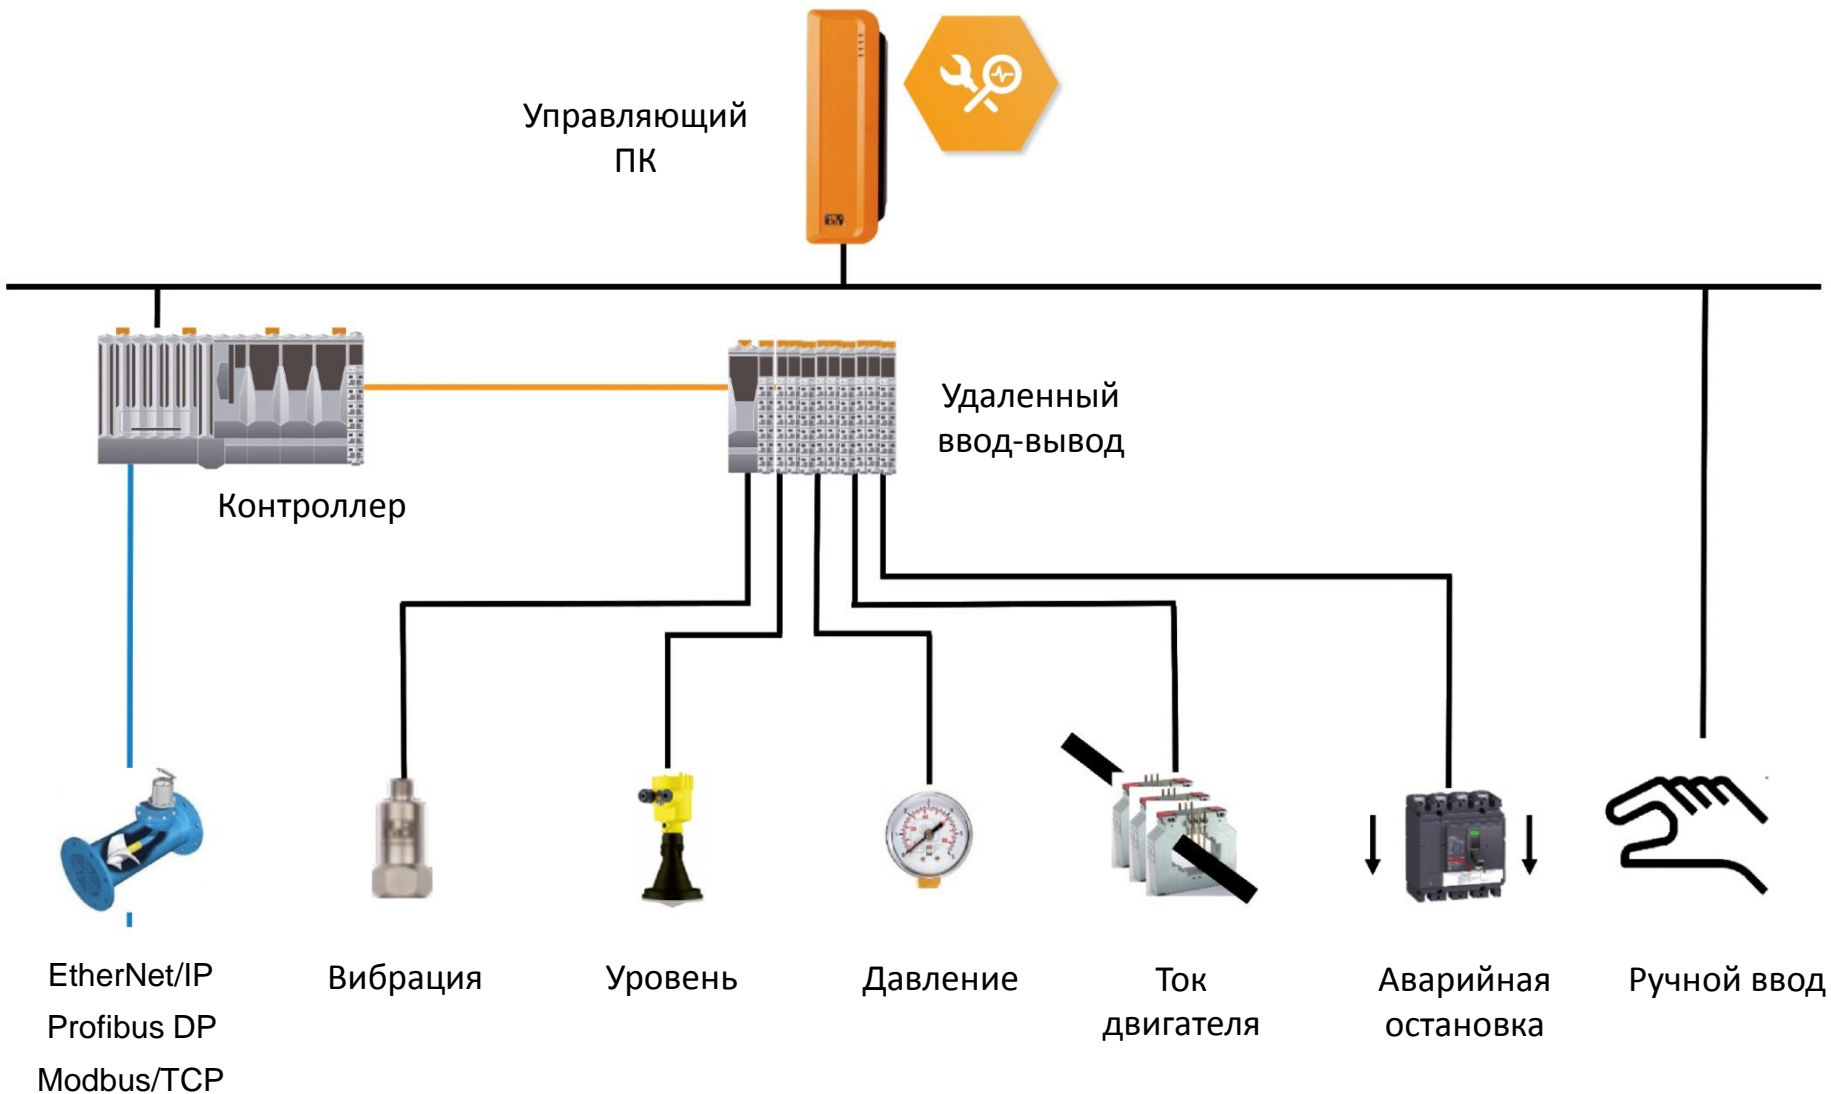 Управляющий
ПК
Удаленный
ввод-вывод
Контроллер
EtherNet/IP
Profibus DP
Modbus/TCP
Вибрация
Уровень
Давление
Ток
двигателя
Аварийная
остановка
Ручной ввод